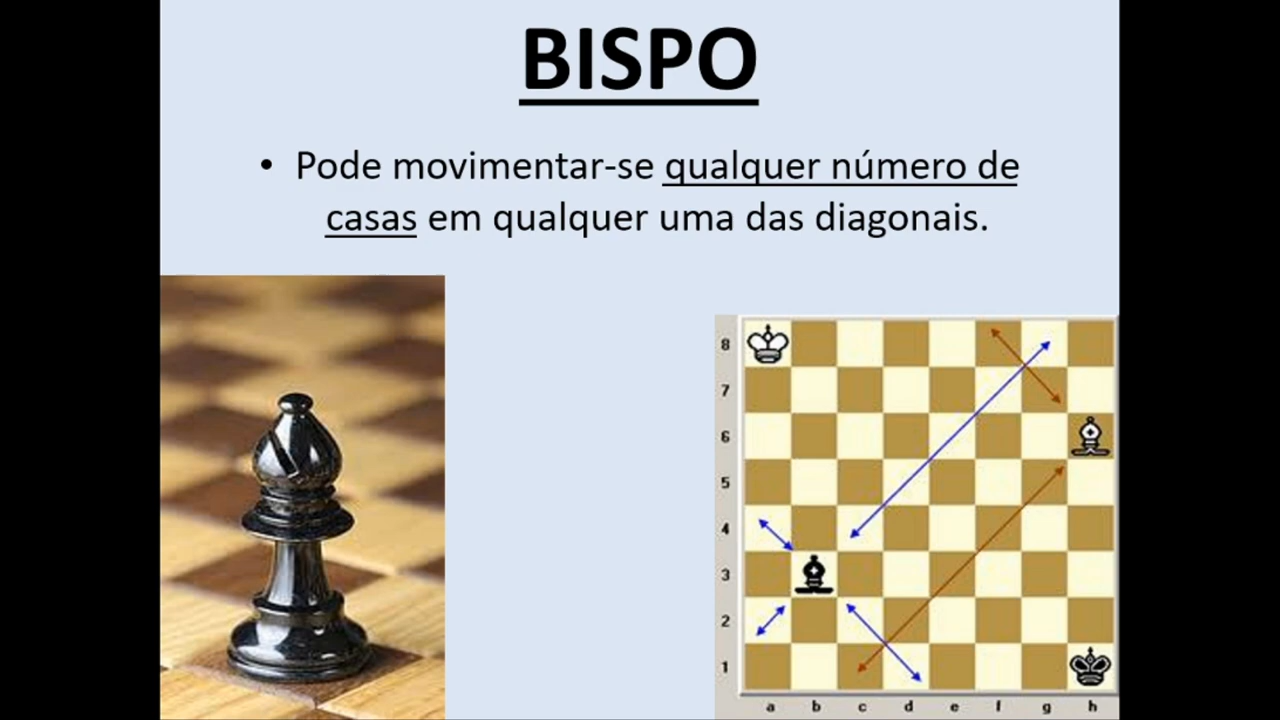 BISPO
• Pode movimentar-se qualquer número de
casas em qualquer uma das diagonais.
8
7
6
5
4
3
2
1
a b c d e f g h